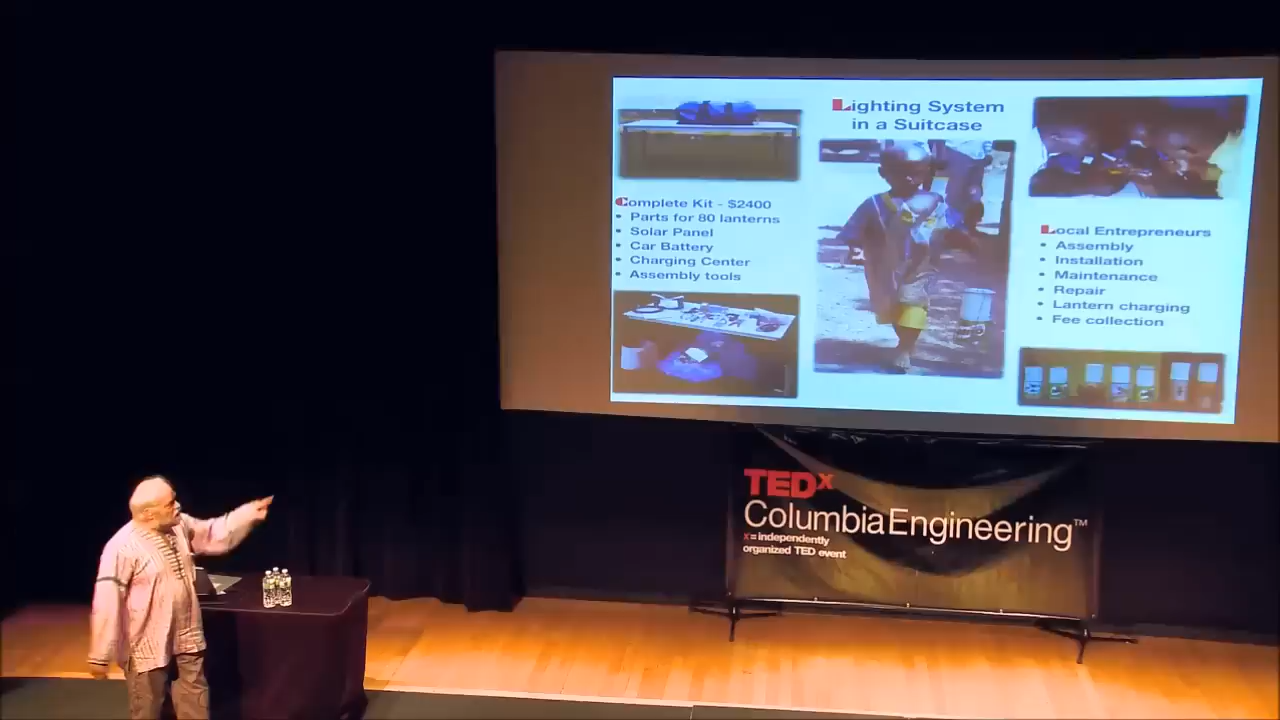 Lighting System
in a Suitcase
Complete Kit - $2400
• Parts for 80 lanterns
• Solar Panel
• Car Battery
• Charging Center
• Assembly tools
Local Entrepreneurs
• Assembly
• Installation
• Maintenance
• Repair
• Lantern charging
• Fee collection
TEDx
ColumbiaEngineering™
x = independently
organized TED event